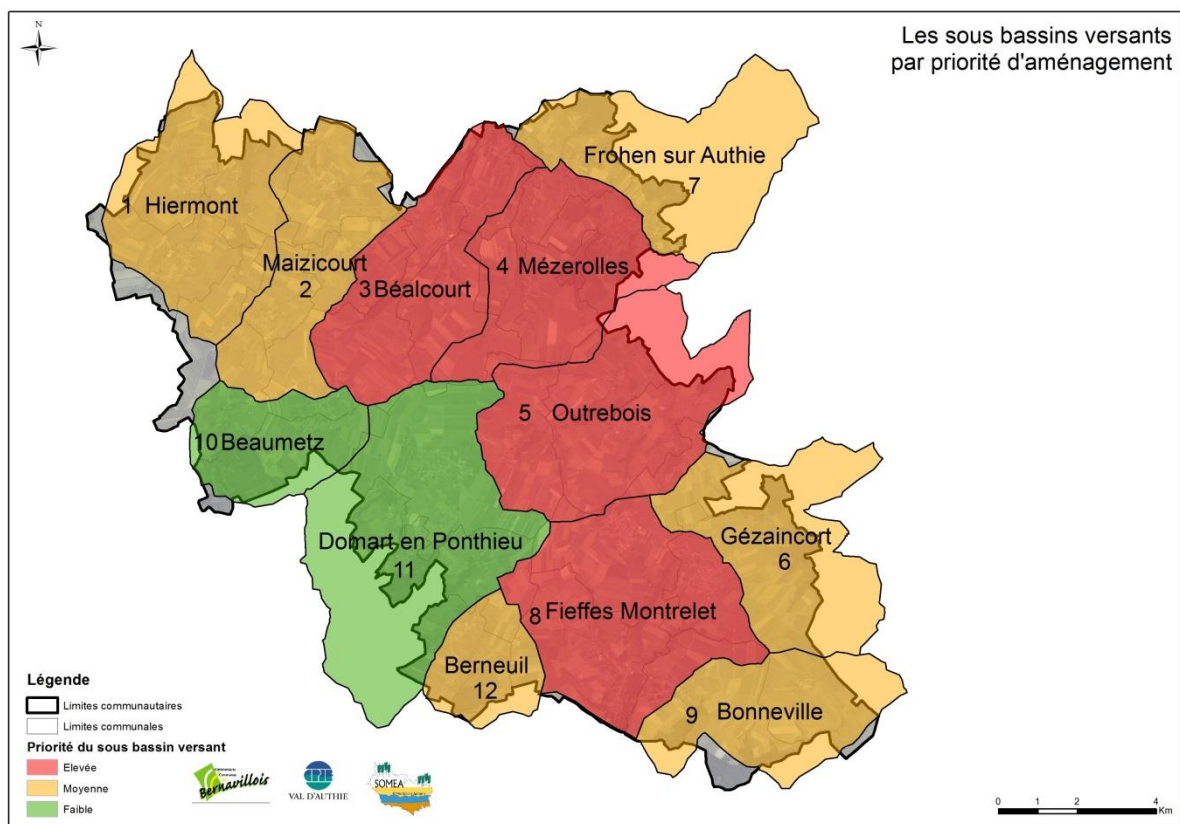 N
Les sous bassins versants
par priorité d'aménagement
Frohen sur Authie
7
1 Hiermont
Maizicourt
2
3 Béalcourt
4 Mézerolles
5 Outrebois
10 Beaumetz
Domart en Ponthieu
11
Gézaincort
6
8 Fieffes Montrelet
Berneuil
12
9 Bonneville
Légende
Limites communautaires
Limites communales
Priorité du sous bassin versant
Elevée
Moyenne
Faible
Bernavillois
CPIE
VAL D'AUTHIE
SOMEA
0 1 2 4
Km